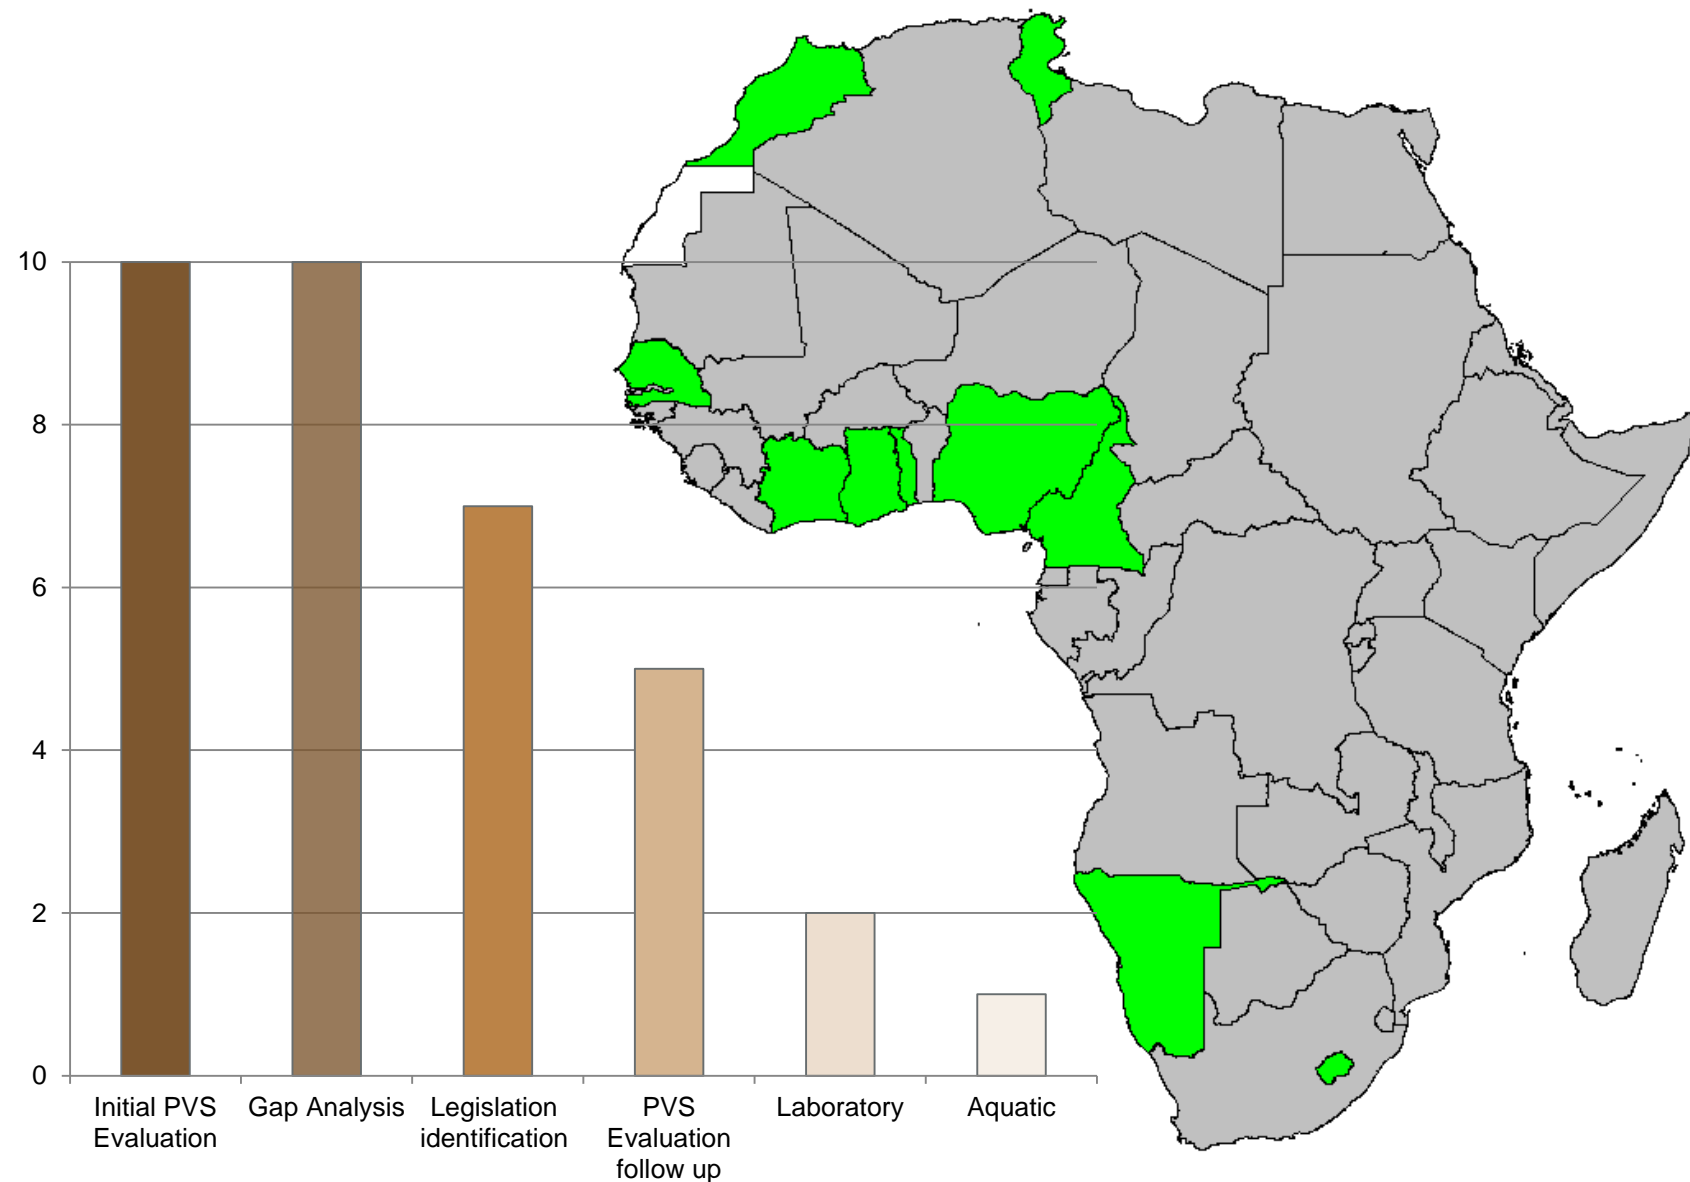 10
8
6
4
2
0
Initial PVS
Evaluation
Gap Analysis
Legislation
identification
PVS
Evaluation
follow up
Laboratory
Aquatic